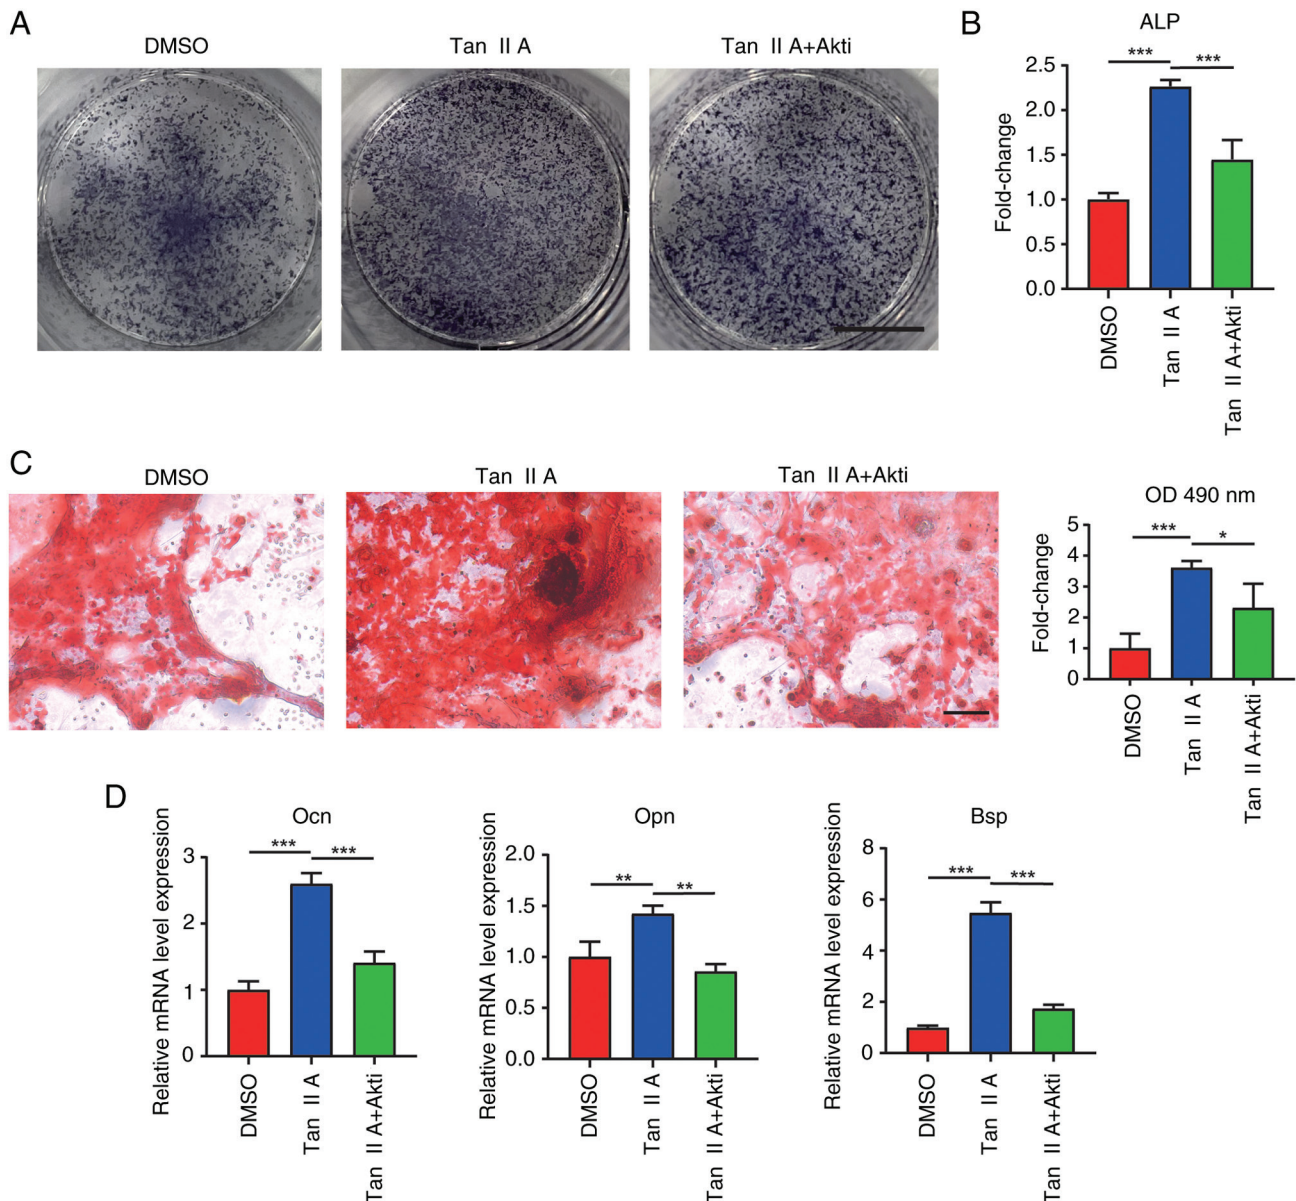 A
DMSO
Tan II A
Tan II A+Akti
B
ALP
Fold-change
2.5
2.0
1.5
1.0
0.5
0.0
***
***
DMSO
Tan II A
Tan II A+Akti
C
DMSO
Tan II A
Tan II A+Akti
OD 490 nm
Fold-change
5
4
3
2
1
0
***
*
DMSO
Tan II A
Tan II A+Akti
D
Ocn
Relative mRNA level expression
3
2
1
0
***
***
DMSO
Tan II A
Tan II A+Akti
Opn
Relative mRNA level expression
2.0
1.5
1.0
0.5
0.0
**
**
DMSO
Tan II A
Tan II A+Akti
Bsp
Relative mRNA level expression
8
6
4
2
0
***
***
DMSO
Tan II A
Tan II A+Akti